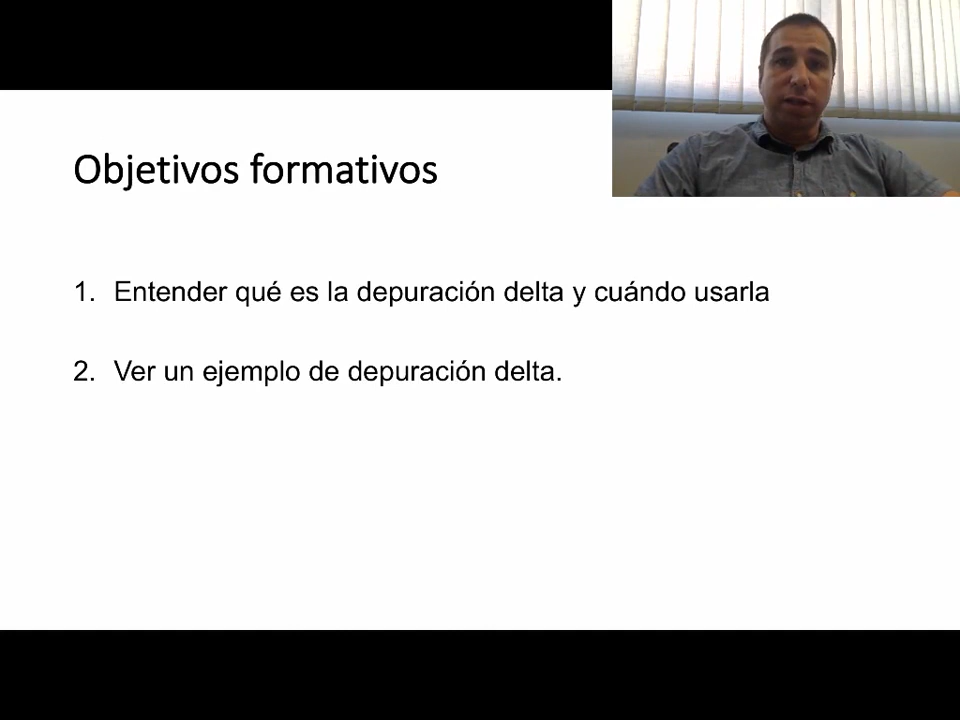 Objetivos formativos
1. Entender qué es la depuración delta y cuándo usarla
2. Ver un ejemplo de depuración delta.